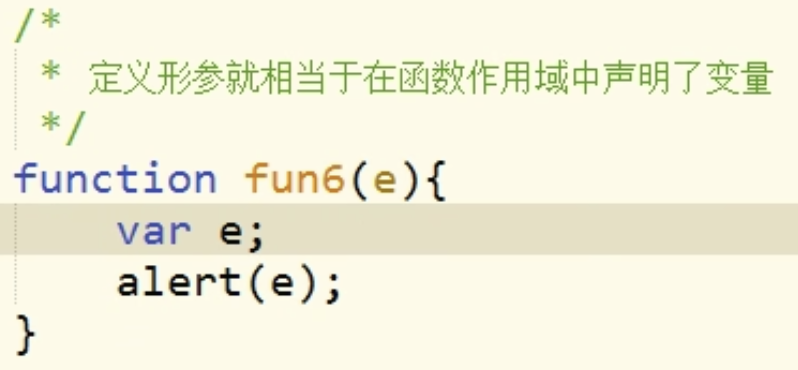 /*
 * 定义形参就相当于在函数作用域中声明了变量
 */
function fun6(e){
    var e;
    alert(e);
}